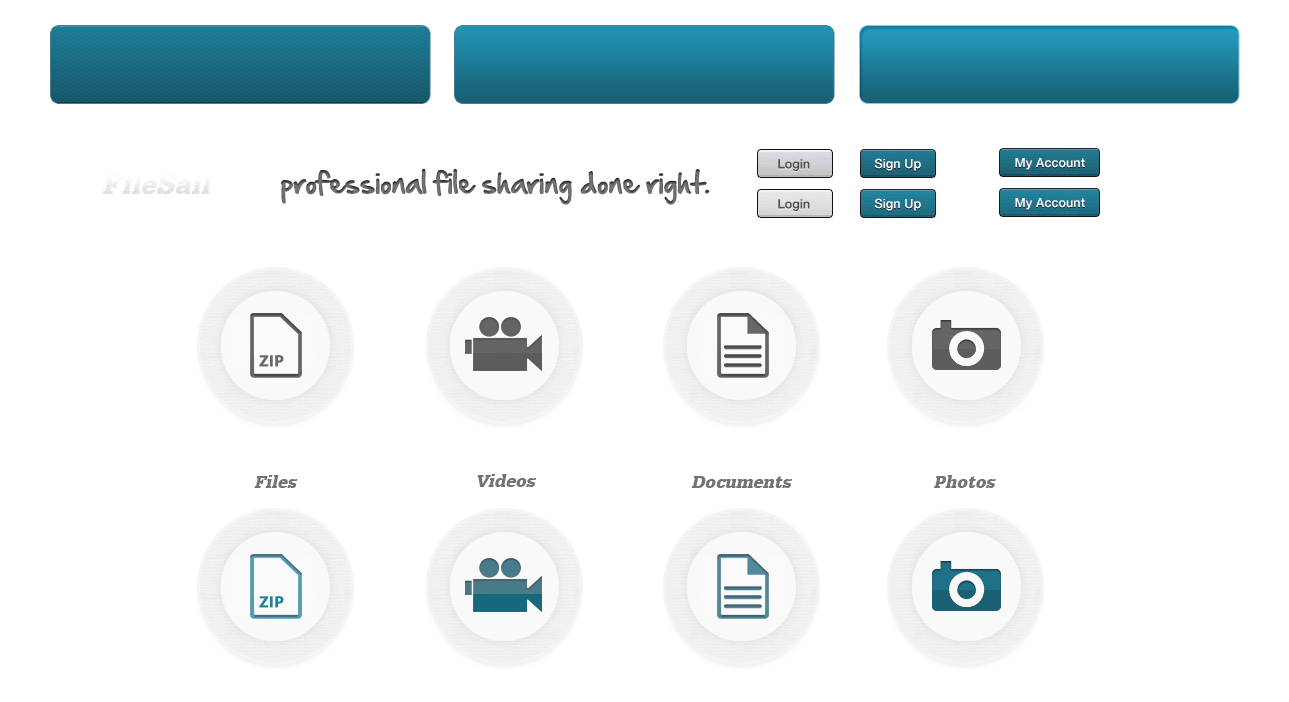 FileSail
professional file sharing done right.
Login
Sign Up
My Account
Login
Sign Up
My Account
ZIP
Files
Videos
Documents
Photos
ZIP